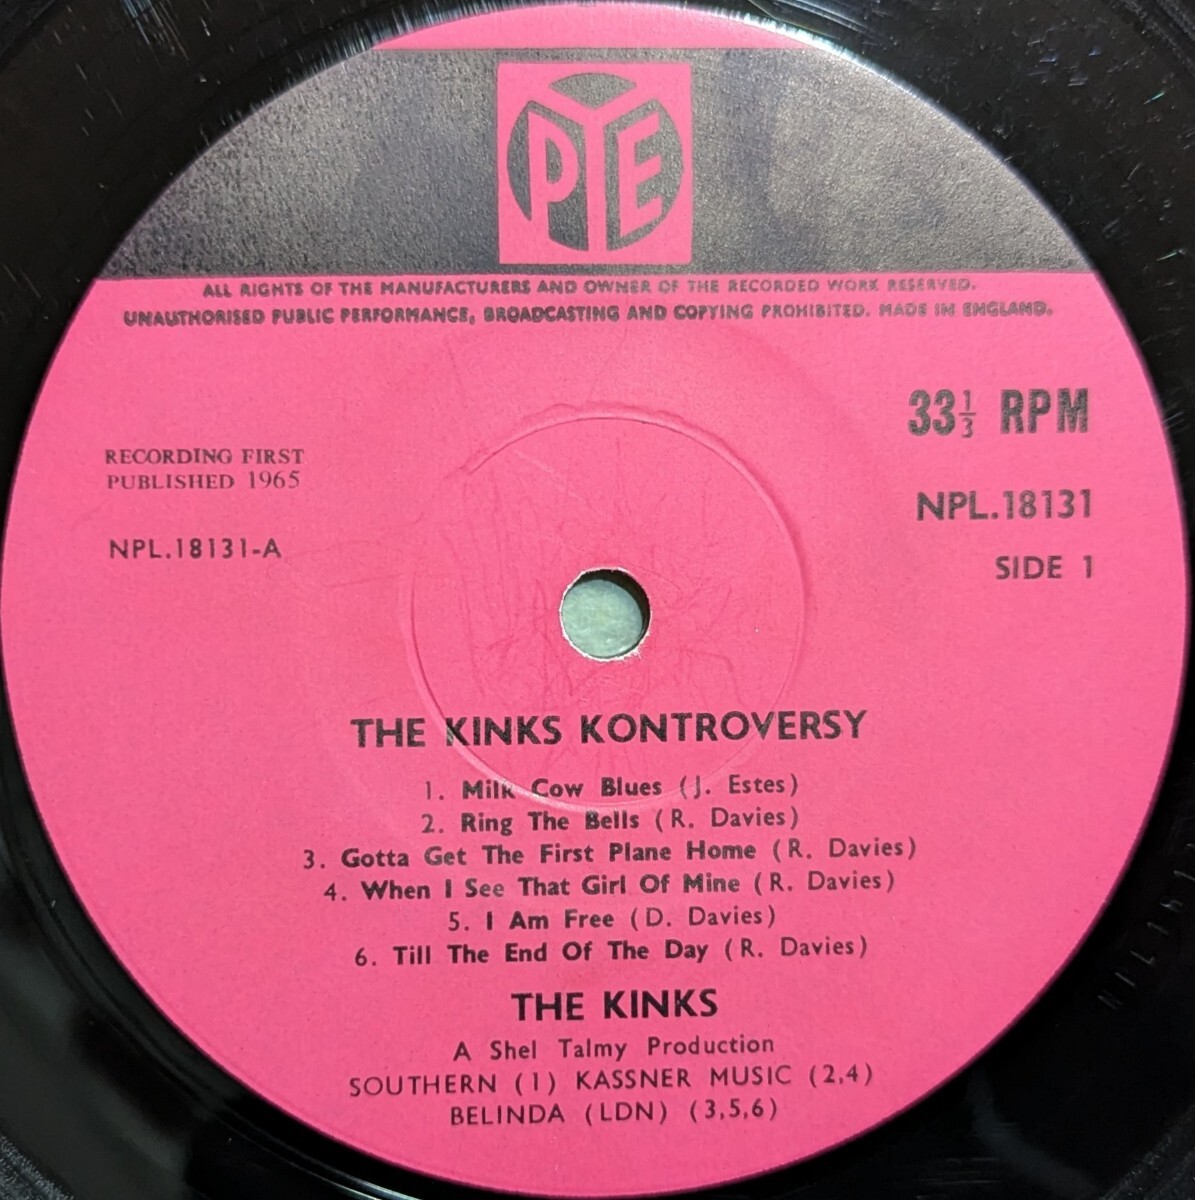 PYE
ALL RIGHTS OF THE MANUFACTURERS AND OWNER OF THE RECORDED WORK RESERVED.
UNAUTHORISED PUBLIC PERFORMANCE, BROADCASTING AND COPYING PROHIBITED. MADE IN ENGLAND.
33⅓ RPM
RECORDING FIRST
PUBLISHED 1965
NPL.18131
NPL.18131-A
SIDE 1
THE KINKS KONTROVERSY
1. Milk Cow Blues (J. Estes)
2. Ring The Bells (R. Davies)
3. Gotta Get The First Plane Home (R. Davies)
4. When I See That Girl Of Mine (R. Davies)
5. I Am Free (D. Davies)
6. Till The End Of The Day (R. Davies)
THE KINKS
A Shel Talmy Production
SOUTHERN (1) KASSNER MUSIC (2,4)
BELINDA (LDN) (3,5,6)